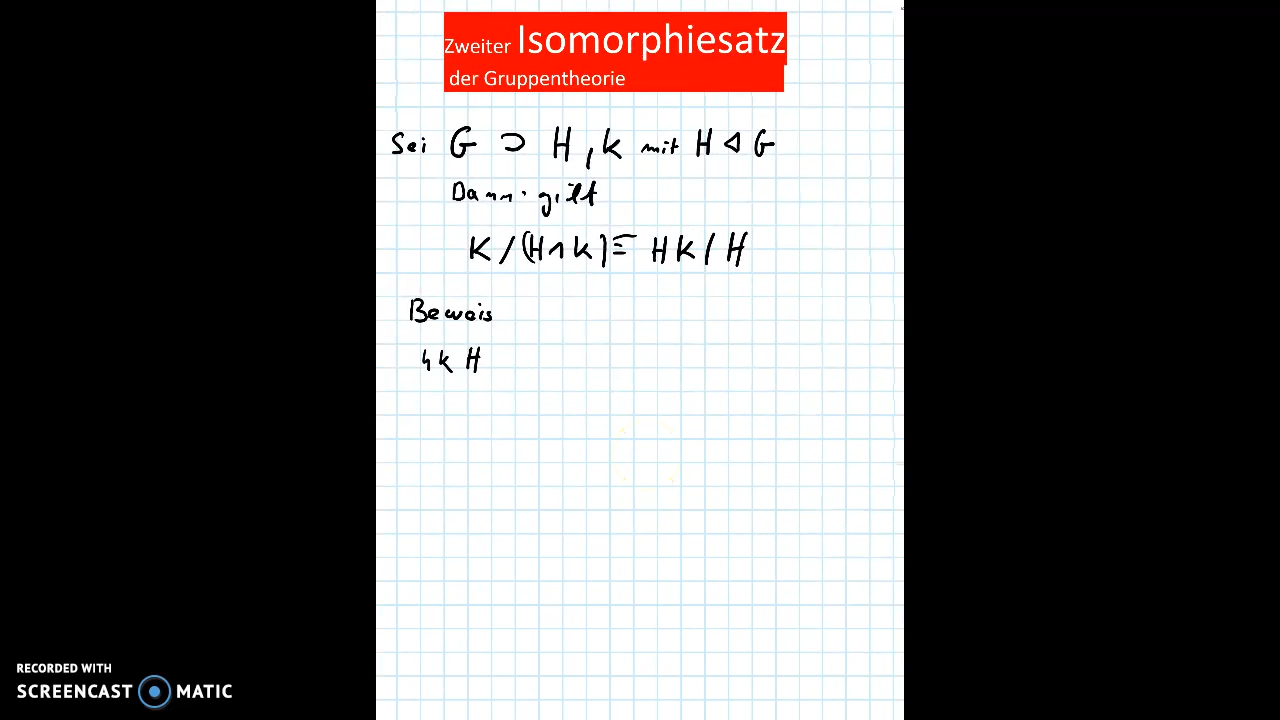 Zweiter Isomorphiesatz
der Gruppentheorie
Sei G ⊃ H, K mit H ⊲ G
Dann gilt
K / (H ∩ K) ≅ HK / H
Beweis
hk H
RECORDED WITH
SCREENCAST MATIC